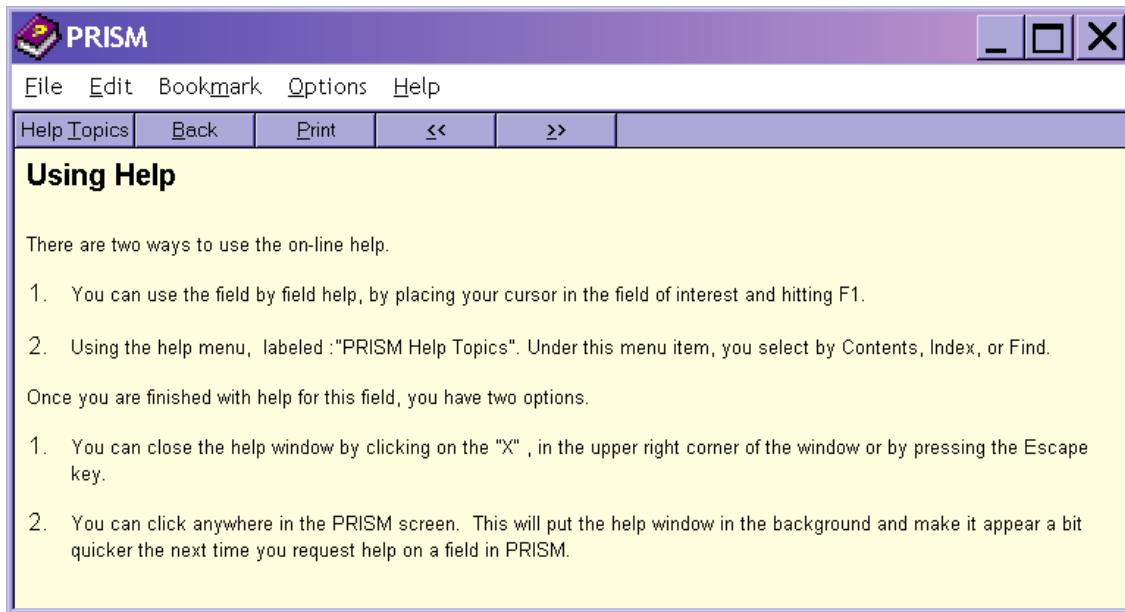 PRISM
File Edit Bookmark Options Help
Help Topics Back Print << >>
Using Help
There are two ways to use the on-line help.
1. You can use the field by field help, by placing your cursor in the field of interest and hitting F1.
2. Using the help menu,  labeled :"PRISM Help Topics". Under this menu item, you select by Contents, Index, or Find.
Once you are finished with help for this field, you have two options.
1. You can close the help window by clicking on the "X" , in the upper right corner of the window or by pressing the Escape
key.
2. You can click anywhere in the PRISM screen.  This will put the help window in the background and make it appear a bit
quicker the next time you request help on a field in PRISM.